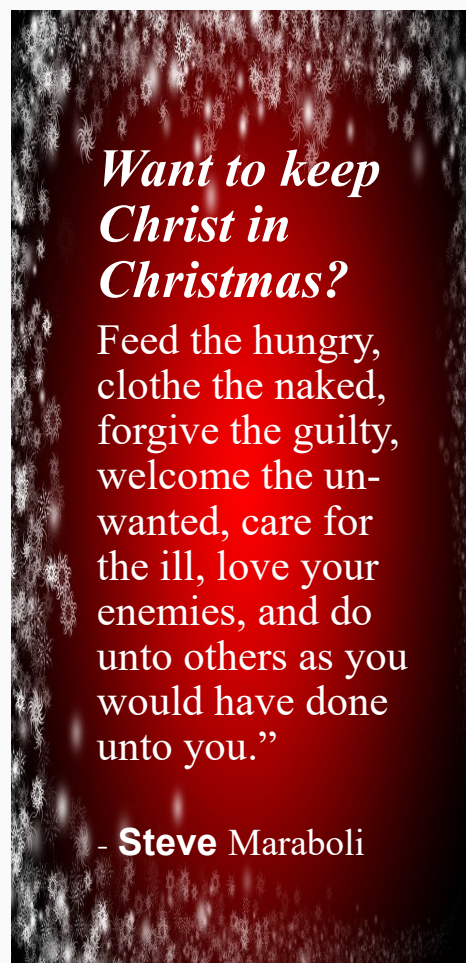 Want to keep
Christ in
Christmas?
Feed the hungry,
clothe the naked,
forgive the guilty,
welcome the un-
wanted, care for
the ill, love your
enemies, and do
unto others as you
would have done
unto you.”
- Steve Maraboli